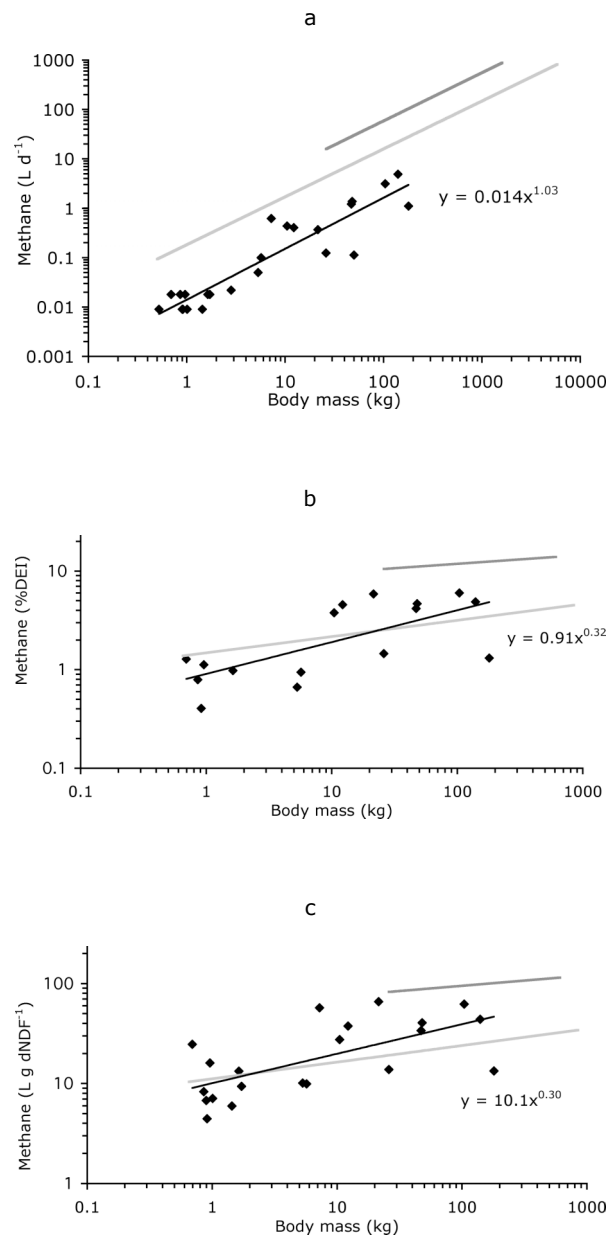 a
1000
100
10
1
0.1
0.01
0.001
Methane (L d⁻¹)
y = 0.014x^1.03
0.1 1 10 100 1000 10000
Body mass (kg)
b
10
1
0.1
Methane (%DEI)
y = 0.91x^0.32
0.1 1 10 100 1000
Body mass (kg)
c
100
10
1
Methane (L g dNDF⁻¹)
y = 10.1x^0.30
0.1 1 10 100 1000
Body mass (kg)